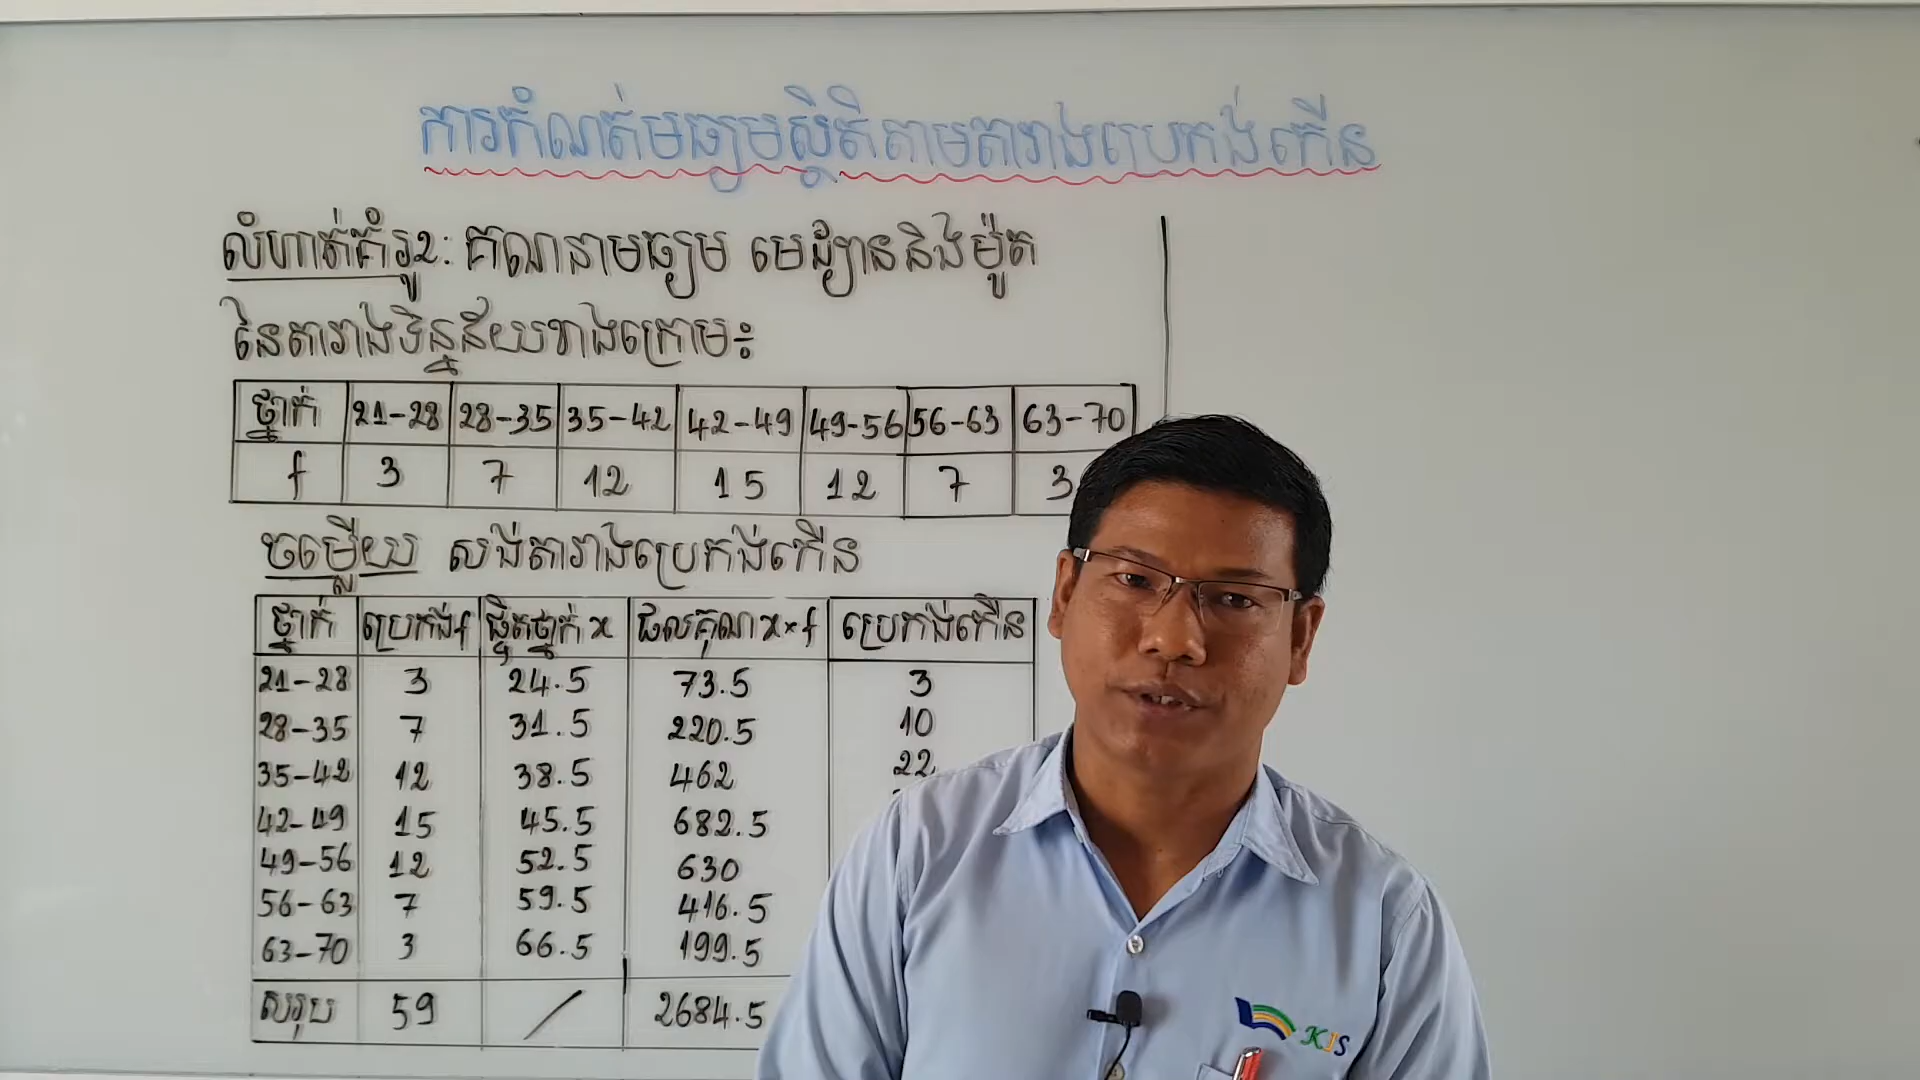 ការកំណត់មធ្យមស្ថិតិតាមតារាងប្រេកង់កើន
លំហាត់គំរូ2: គណនាមធ្យម មេដ្យាននិងម៉ូត
នៃតារាងទិន្នន័យខាងក្រោម៖
ថ្នាក់ 21-28 28-35 35-42 42-49 49-56 56-63 63-70
f 3 7 12 15 12 7 3
ចម្លើយ សង់តារាងប្រេកង់កើន
ថ្នាក់ ប្រេកង់f ផ្ចិតថ្នាក់ x ផលគុណ x×f ប្រេកង់កើន
21-28 3 24.5 73.5 3
28-35 7 31.5 220.5 10
35-42 12 38.5 462 22
42-49 15 45.5 682.5
49-56 12 52.5 630
56-63 7 59.5 416.5
63-70 3 66.5 199.5
សរុប 59 / 2684.5
KIS